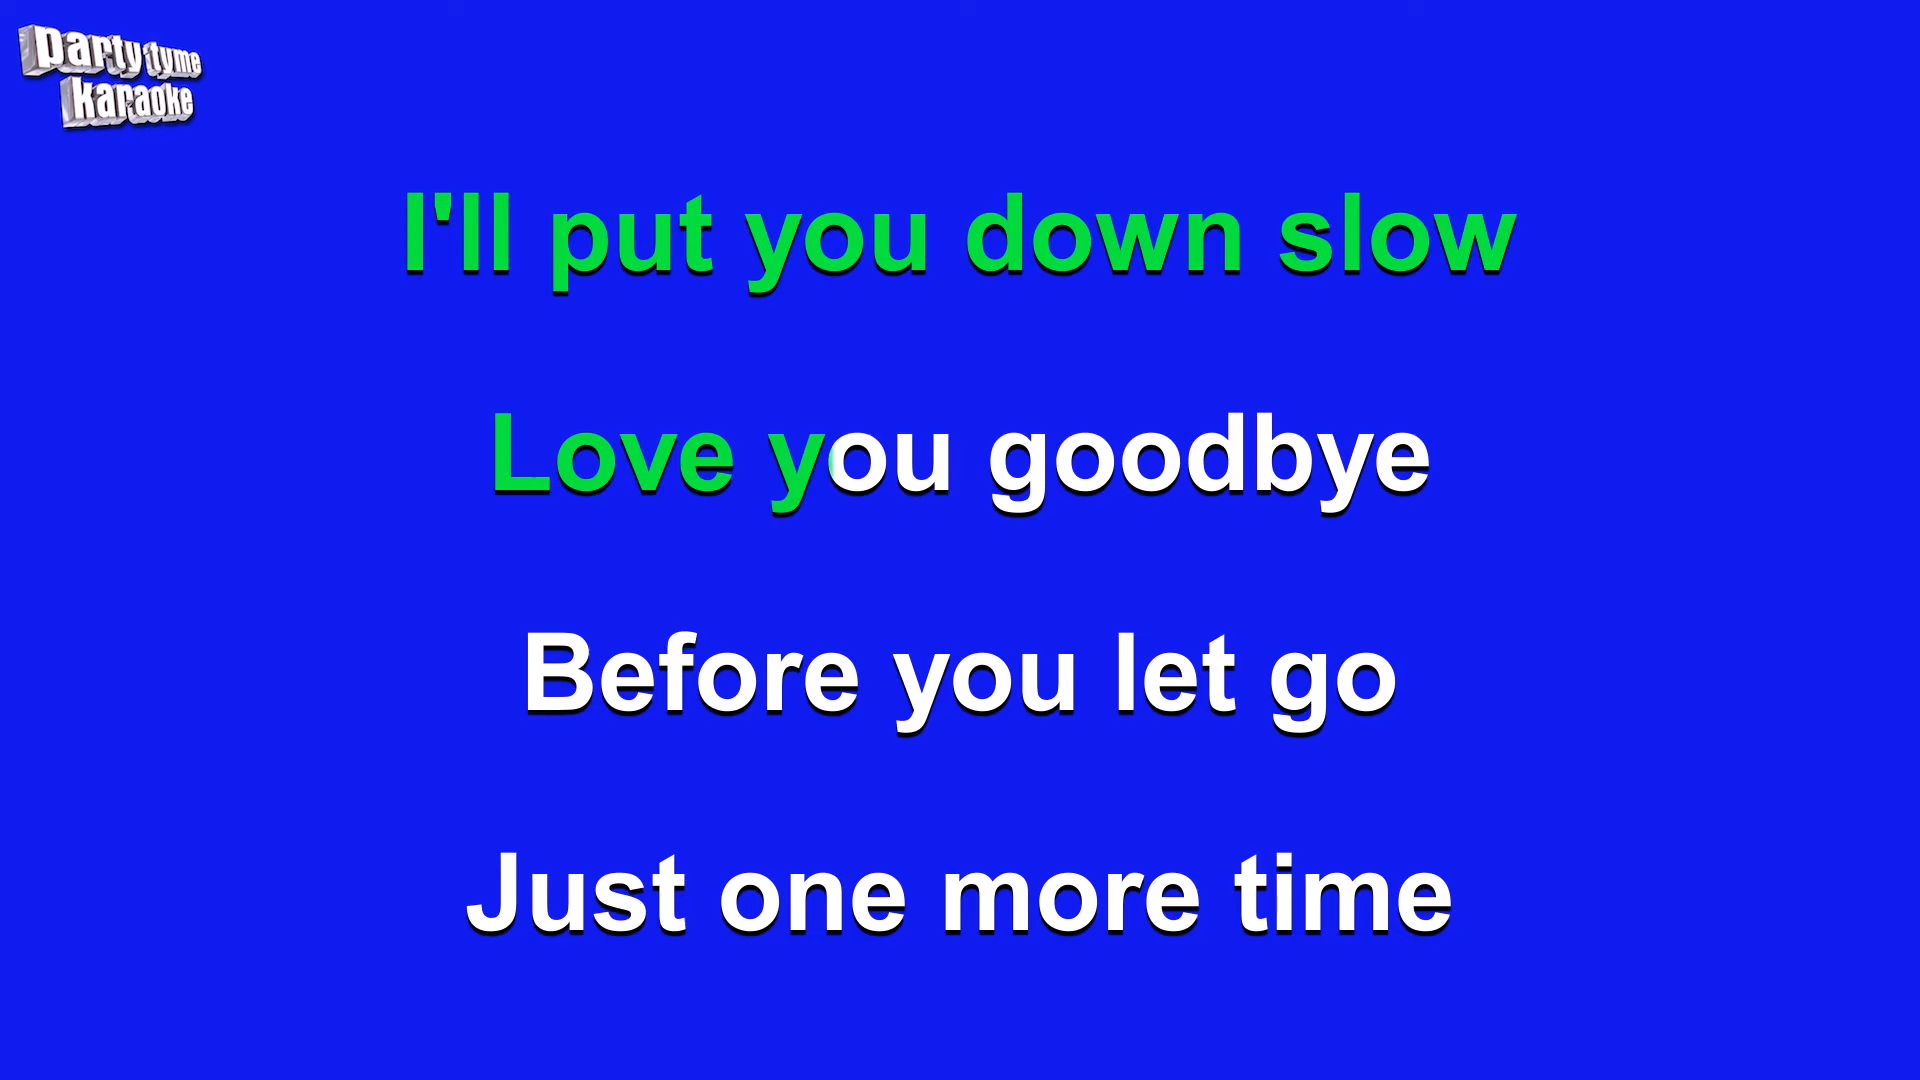 party tyme
karaoke
I'll put you down slow
Love you goodbye
Before you let go
Just one more time